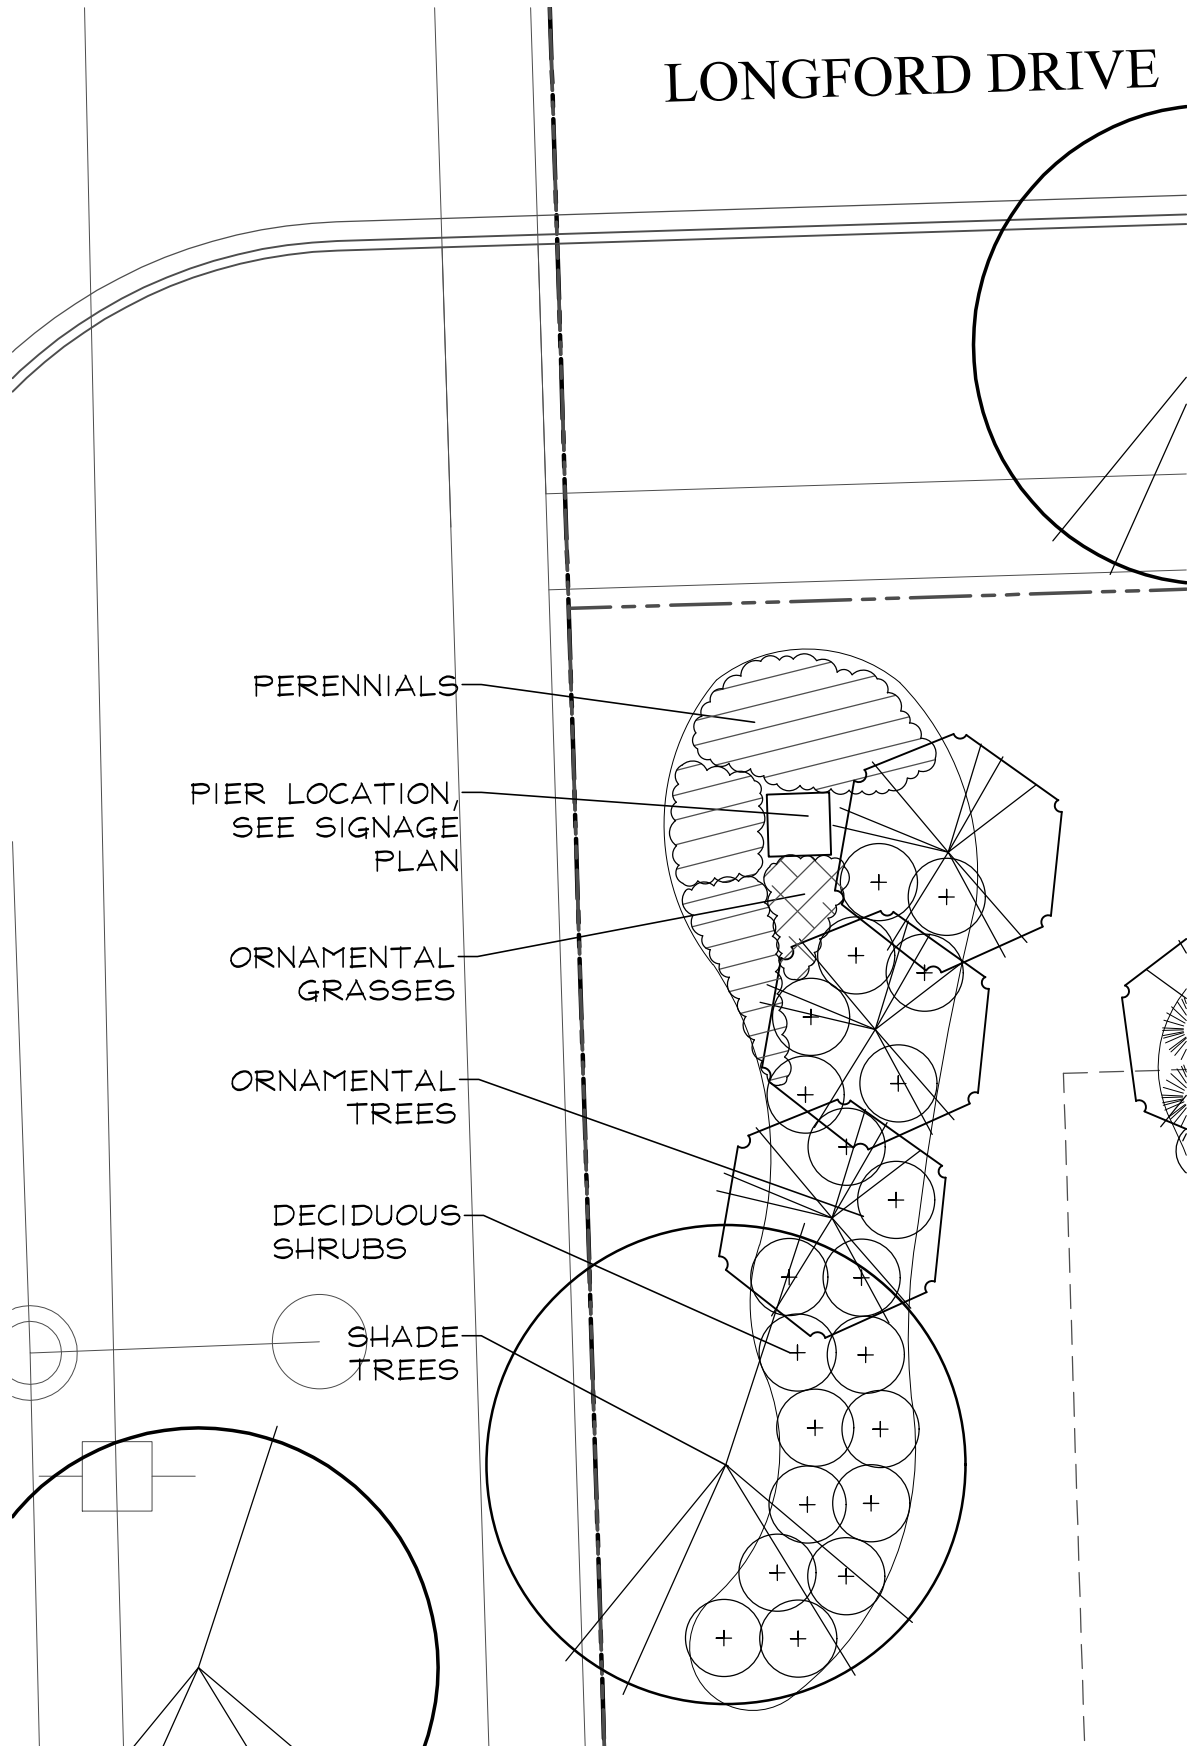 LONGFORD DRIVE
PERENNIALS
PIER LOCATION,
SEE SIGNAGE
PLAN
ORNAMENTAL
GRASSES
ORNAMENTAL
TREES
DECIDUOUS
SHRUBS
SHADE
TREES